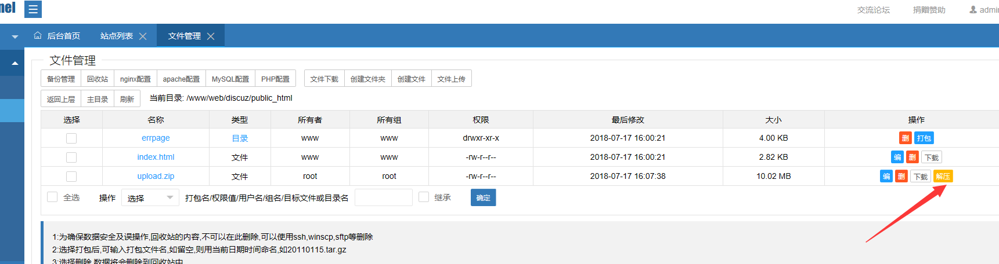 nel
交流论坛 捐赠赞助 admin
后台首页 站点列表 文件管理
文件管理
备份管理 回收站 nginx配置 apache配置 MySQL配置 PHP配置 文件下载 创建文件夹 创建文件 文件上传
返回上层 主目录 刷新 当前目录: /www/web/discuz/public_html
选择 名称 类型 所有者 所有组 权限 最后修改 大小 操作
errpage 目录 www www drwxr-xr-x 2018-07-17 16:00:21 4.00 KB 删 打包
index.html 文件 www www -rw-r--r-- 2018-07-17 16:00:21 2.82 KB 编 删 下载
upload.zip 文件 root root -rw-r--r-- 2018-07-17 16:07:38 10.02 MB 编 删 下载 解压
全选 操作 选择 打包名/权限值/用户名/组名/目标文件或目录名 继承 确定
1:为确保数据安全及误操作,回收站的内容,不可以在此删除,可以使用ssh,winscp,sftp等删除
2:选择打包后,可输入打包文件名,如留空,则用当前日期时间命名,如20110115.tar.gz
3:选择删除,数据将会删除到回收站中